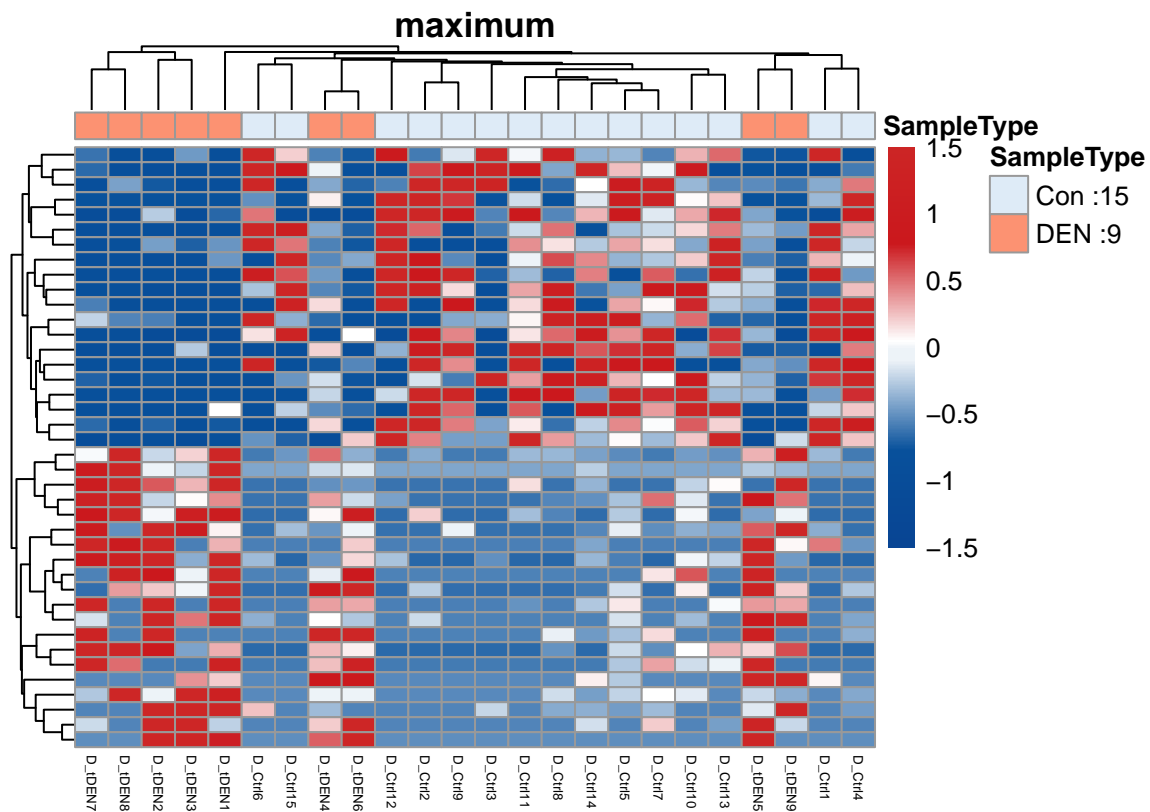 maximum
SampleType
1.5
1
0.5
0
−0.5
−1
−1.5
SampleType
Con :15
DEN :9
D_tDEN7
D_tDEN8
D_tDEN2
D_tDEN3
D_tDEN1
D_Ctrl6
D_Ctrl15
D_tDEN4
D_tDEN6
D_Ctrl12
D_Ctrl2
D_Ctrl9
D_Ctrl3
D_Ctrl11
D_Ctrl8
D_Ctrl14
D_Ctrl5
D_Ctrl7
D_Ctrl10
D_Ctrl13
D_tDEN5
D_tDEN9
D_Ctrl1
D_Ctrl4